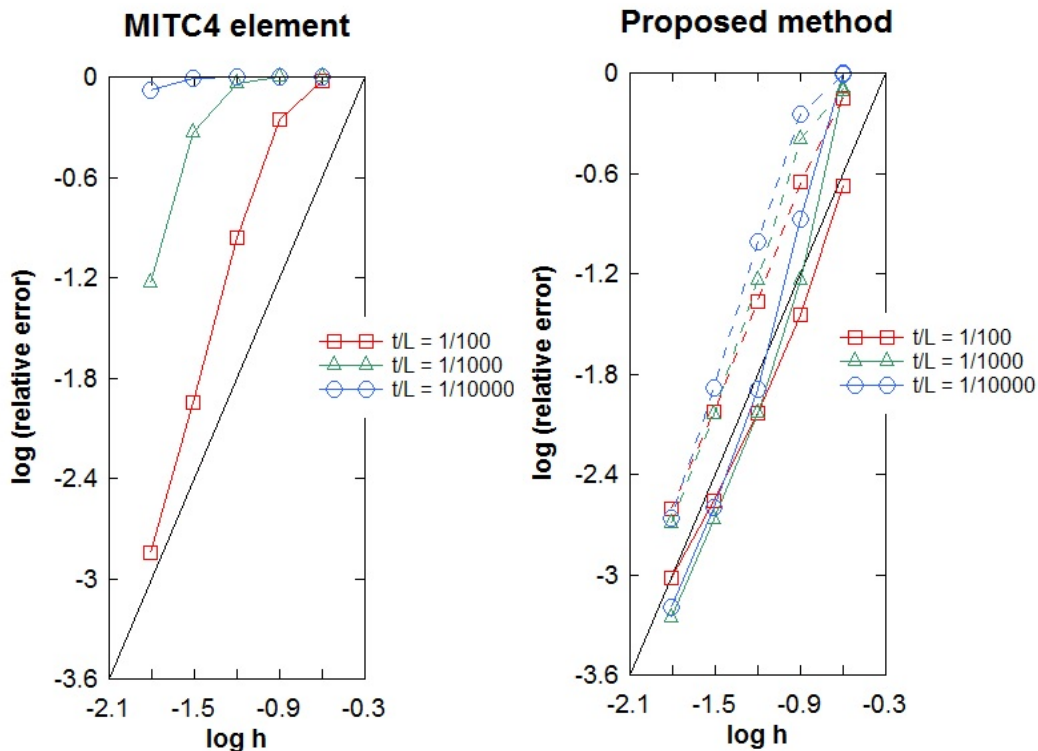 MITC4 element
0
-0.6
-1.2
-1.8
-2.4
-3
-3.6
-2.1
-1.5
-0.9
-0.3
log (relative error)
log h
t/L = 1/100
t/L = 1/1000
t/L = 1/10000
Proposed method
0
-0.6
-1.2
-1.8
-2.4
-3
-3.6
-2.1
-1.5
-0.9
-0.3
log (relative error)
log h
t/L = 1/100
t/L = 1/1000
t/L = 1/10000